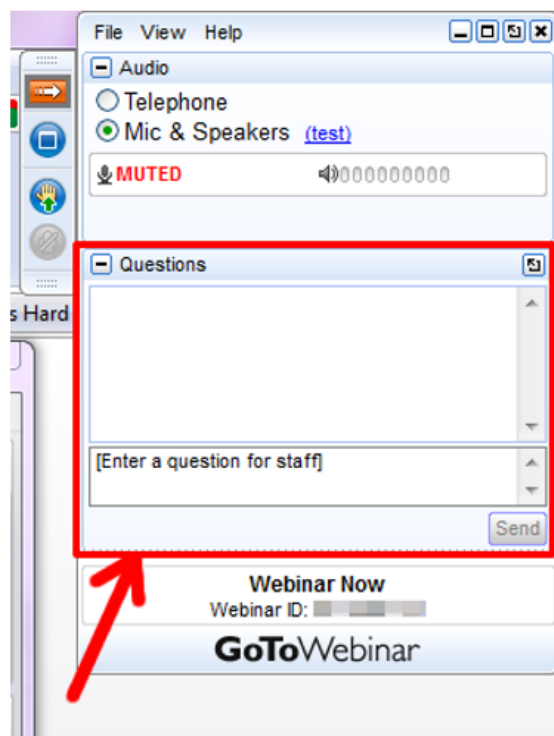 File View Help
Audio
Telephone
Mic & Speakers (test)
MUTED
Questions
s Hard
[Enter a question for staff]
Send
Webinar Now
Webinar ID:
GoToWebinar